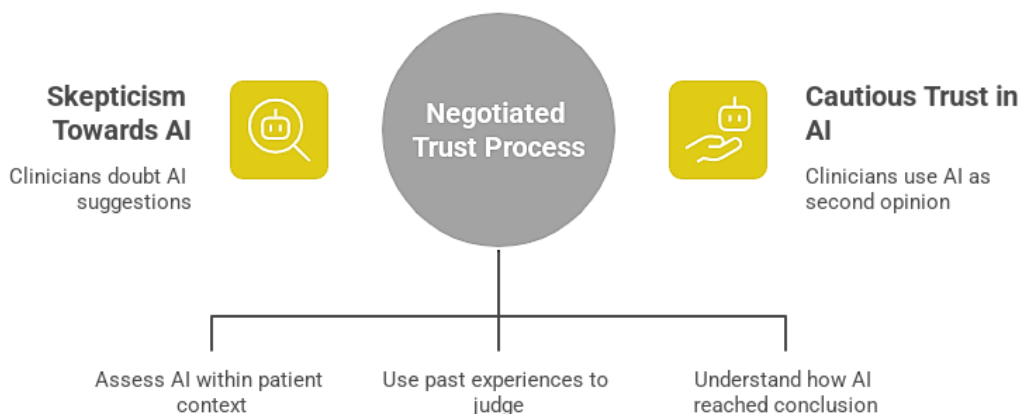 Skepticism
Towards AI
Clinicians doubt AI
suggestions
Negotiated
Trust Process
Cautious Trust in
AI
Clinicians use AI as
second opinion
Assess AI within patient
context
Use past experiences to
judge
Understand how AI
reached conclusion